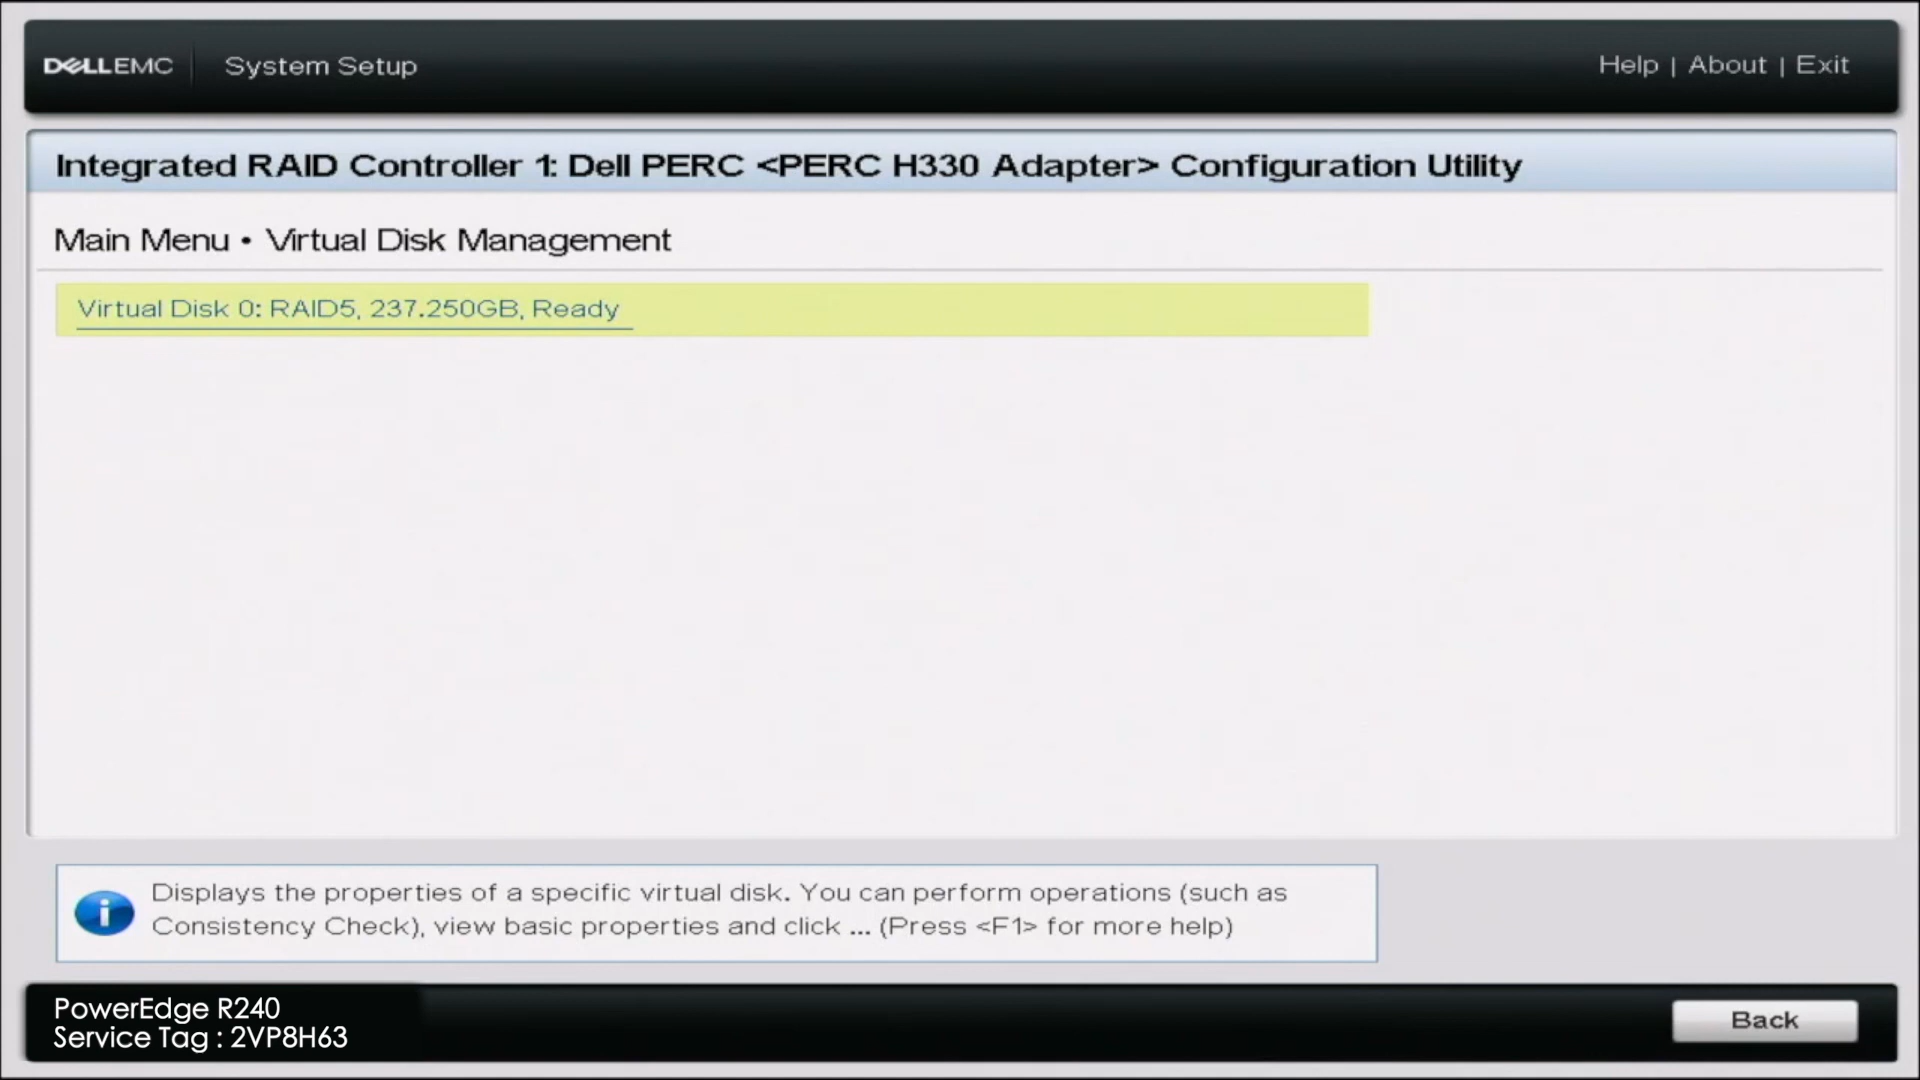 DELLEMC System Setup Help | About | Exit
Integrated RAID Controller 1: Dell PERC <PERC H330 Adapter> Configuration Utility
Main Menu • Virtual Disk Management
Virtual Disk 0: RAID5, 237.250GB, Ready
Displays the properties of a specific virtual disk. You can perform operations (such as
Consistency Check), view basic properties and click ... (Press <F1> for more help)
PowerEdge R240
Service Tag : 2VP8H63
Back